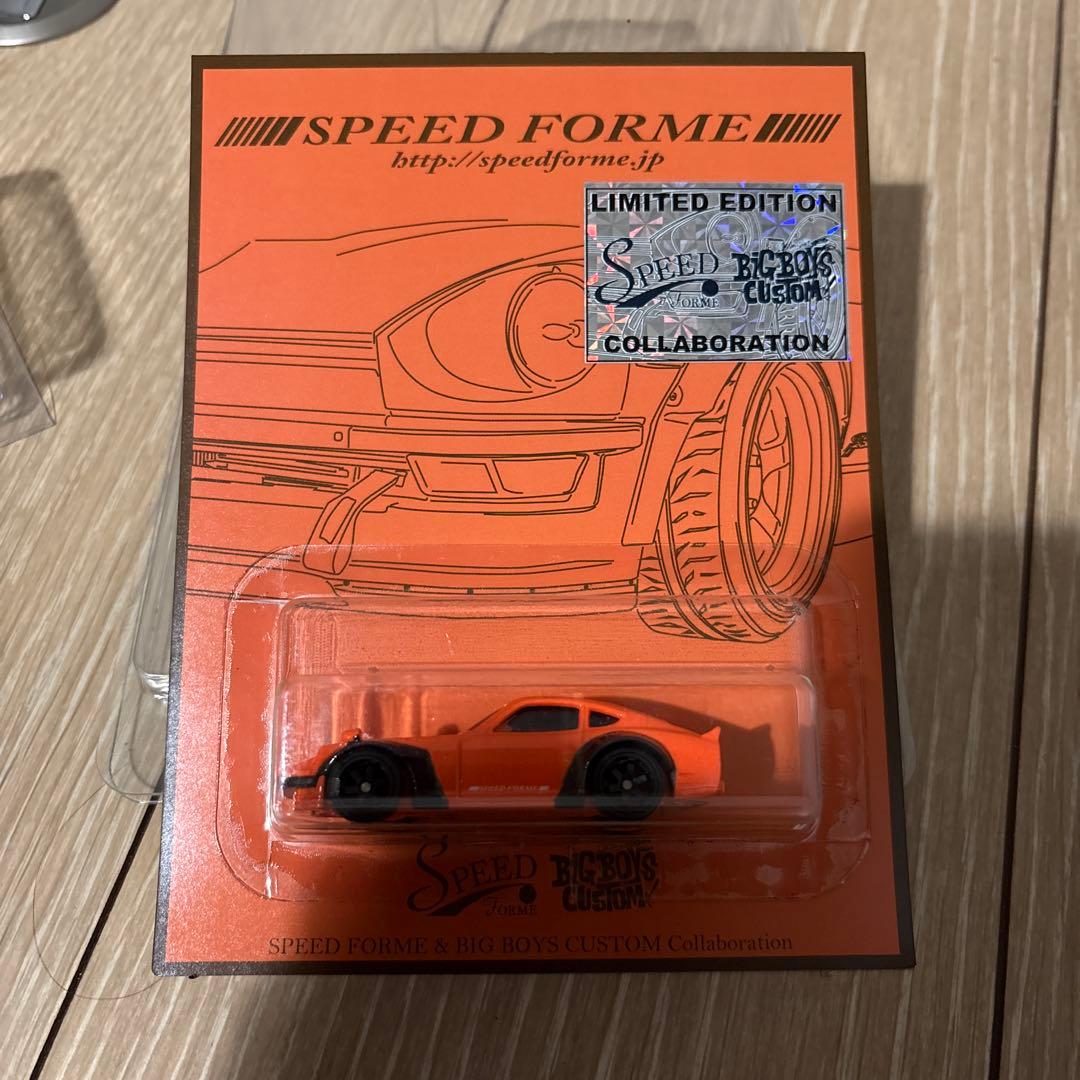 SPEED FORME
http://speedforme.jp
LIMITED EDITION
SPEED FORME
BIG BOYS CUSTOM
COLLABORATION
SPEED FORME
SPEED FORME
BIG BOYS CUSTOM
SPEED FORME & BIG BOYS CUSTOM Collaboration